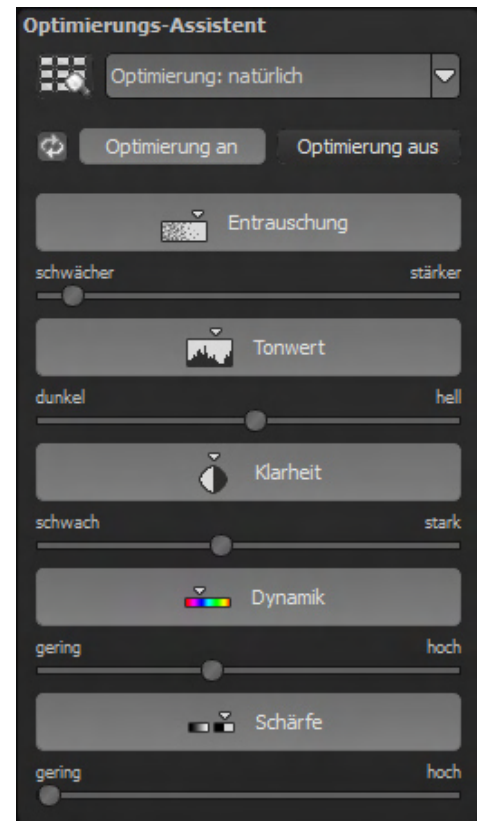 Optimierungs-Assistent
Optimierung: natürlich
Optimierung an Optimierung aus
Entrauschung
schwächer stärker
Tonwert
dunkel hell
Klarheit
schwach stark
Dynamik
gering hoch
Schärfe
gering hoch